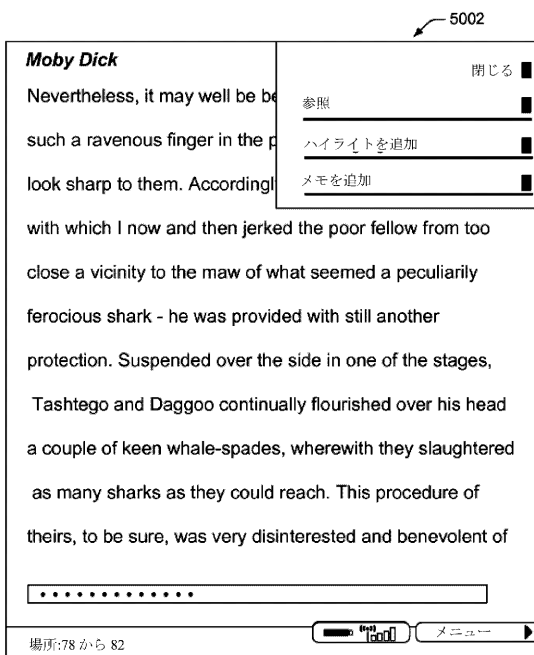 5002
Moby Dick
閉じる
Nevertheless, it may well be be
参照
such a ravenous finger in the p
ハイライトを追加
look sharp to them. Accordingl
メモを追加
with which I now and then jerked the poor fellow from too
close a vicinity to the maw of what seemed a peculiarily
ferocious shark - he was provided with still another
protection. Suspended over the side in one of the stages,
Tashtego and Daggoo continually flourished over his head
a couple of keen whale-spades, wherewith they slaughtered
as many sharks as they could reach. This procedure of
theirs, to be sure, was very disinterested and benevolent of
場所:78 から 82
メニュー